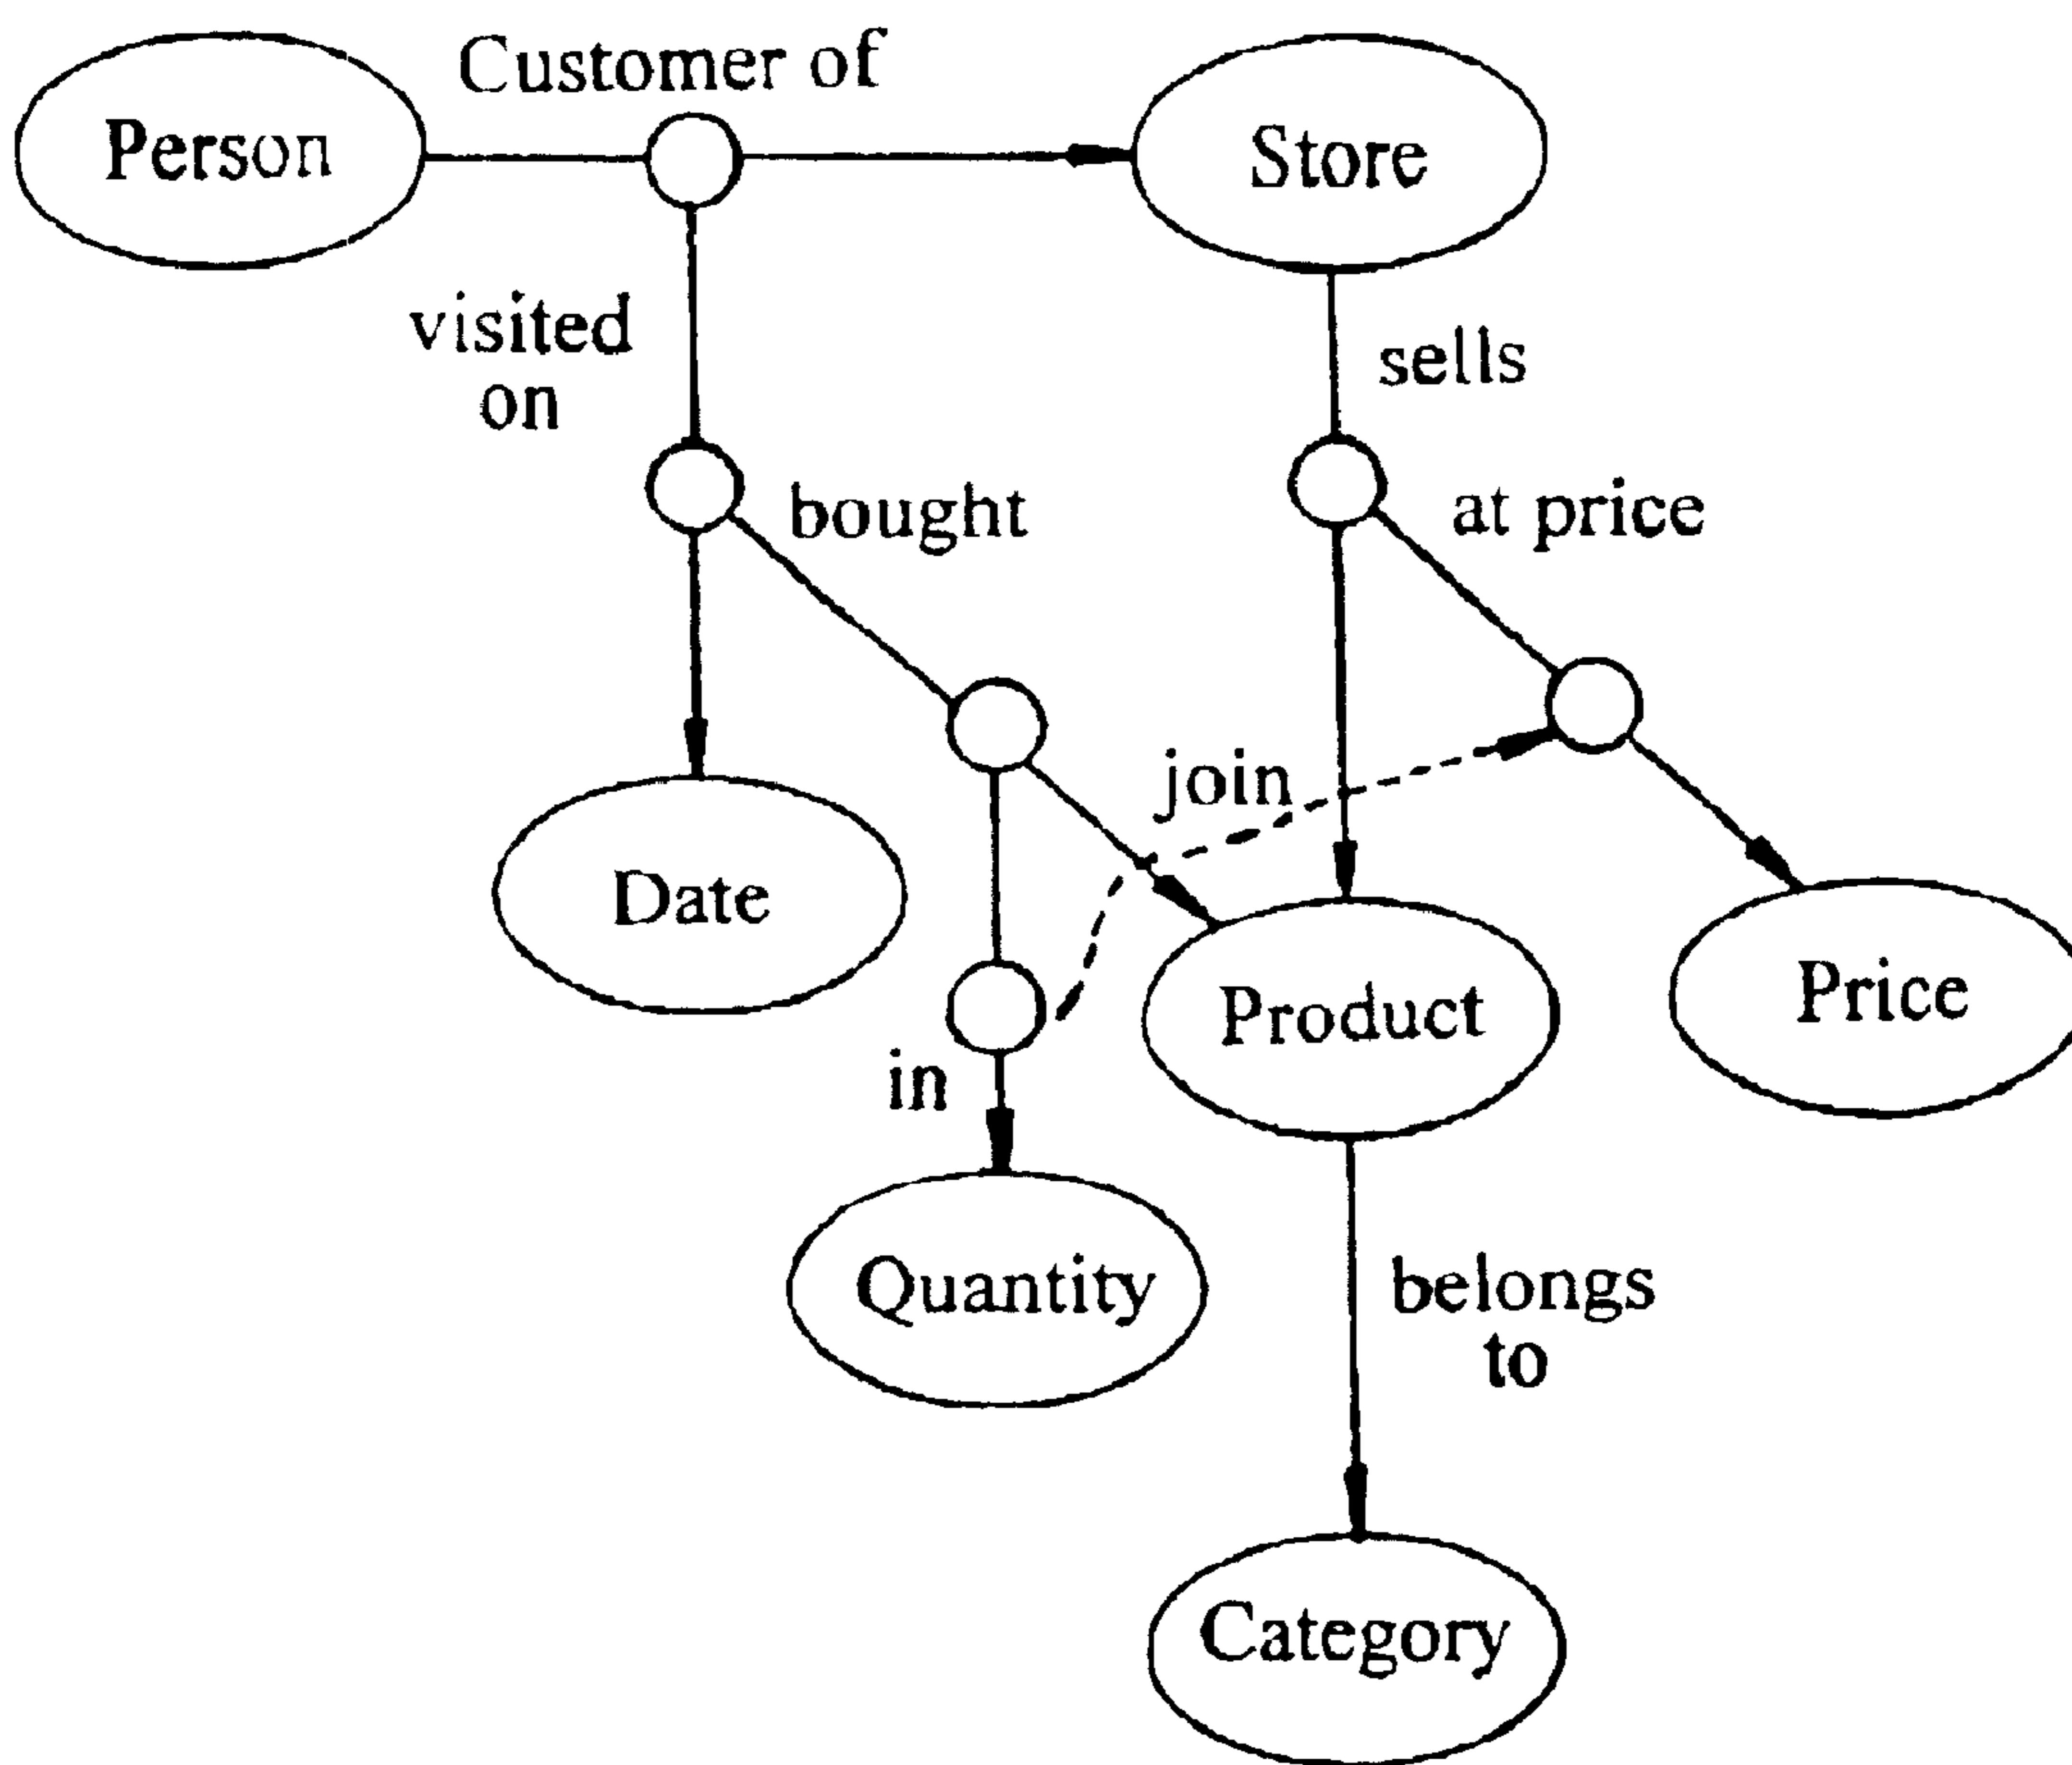 Customer of
Person
Store
visited
on
sells
bought
at price
join
Date
Product
Price
in
Quantity
belongs
to
Category